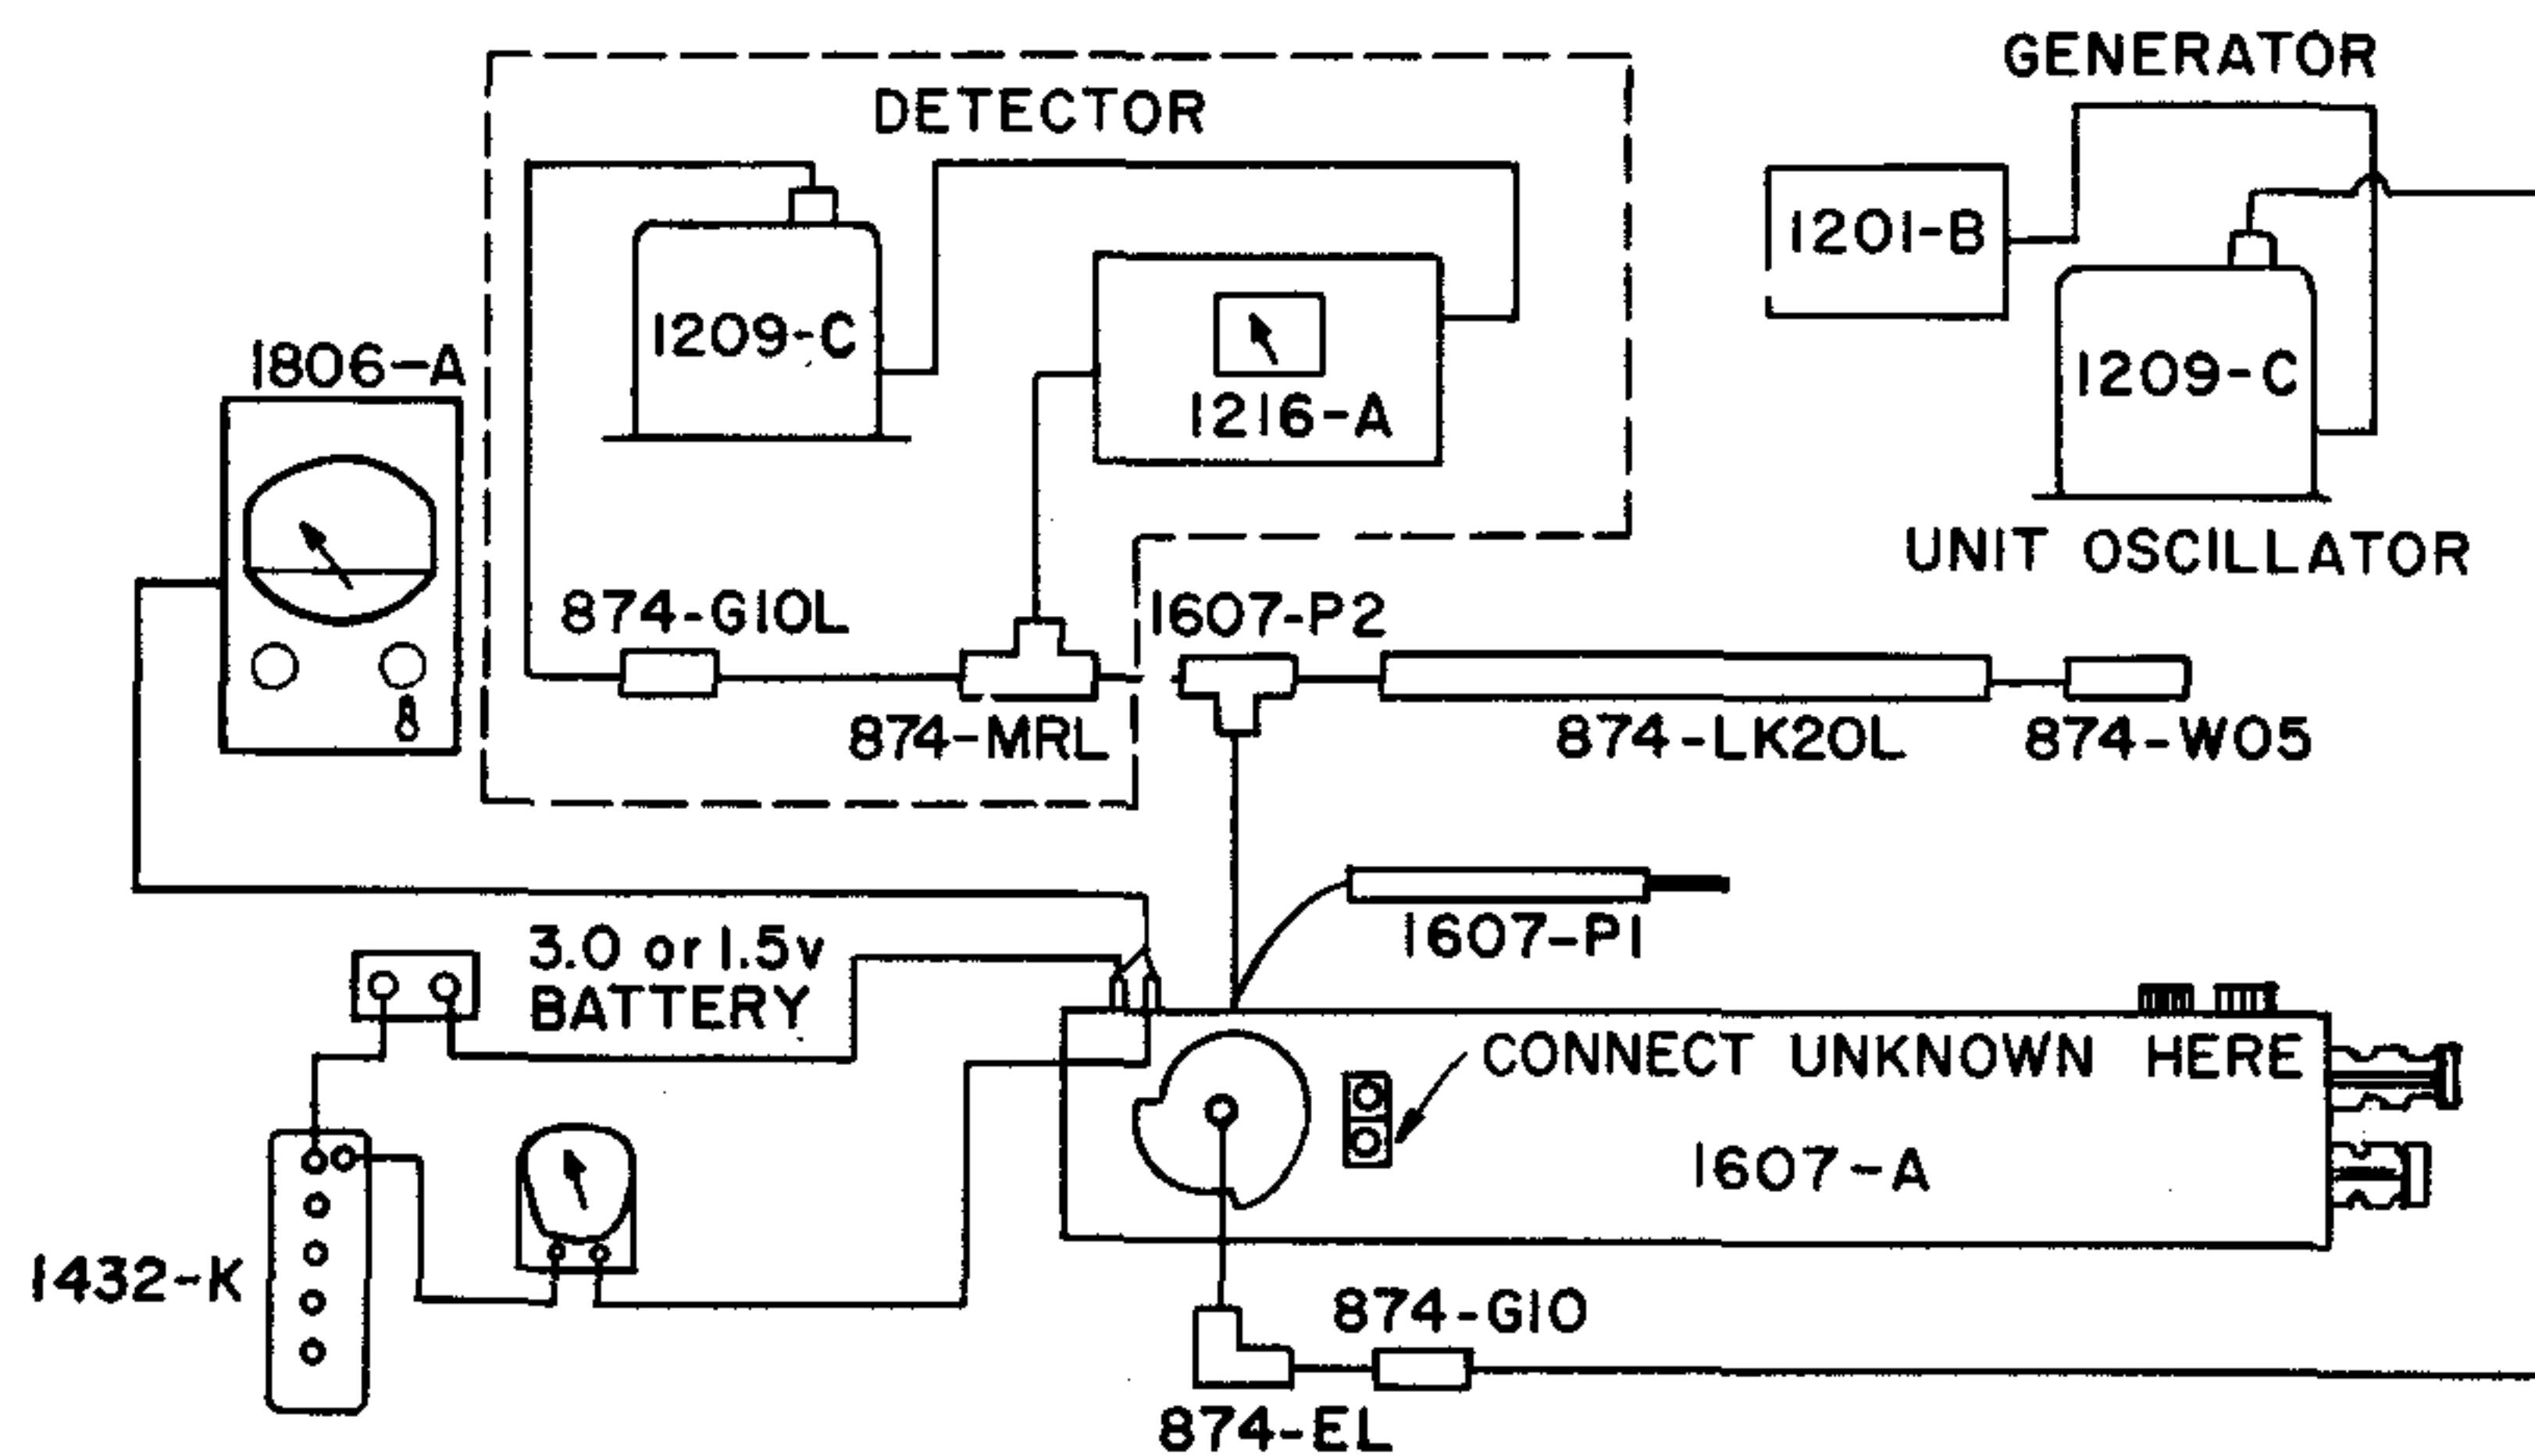 GENERATOR
DETECTOR
1201-B
1209-C
1209-C
1216-A
1806-A
UNIT OSCILLATOR
874-G10L
1607-P2
874-MRL
874-LK20L
874-W05
1607-P1
3.0 or 1.5v
BATTERY
CONNECT UNKNOWN HERE
1607-A
1432-K
874-G10
874-EL